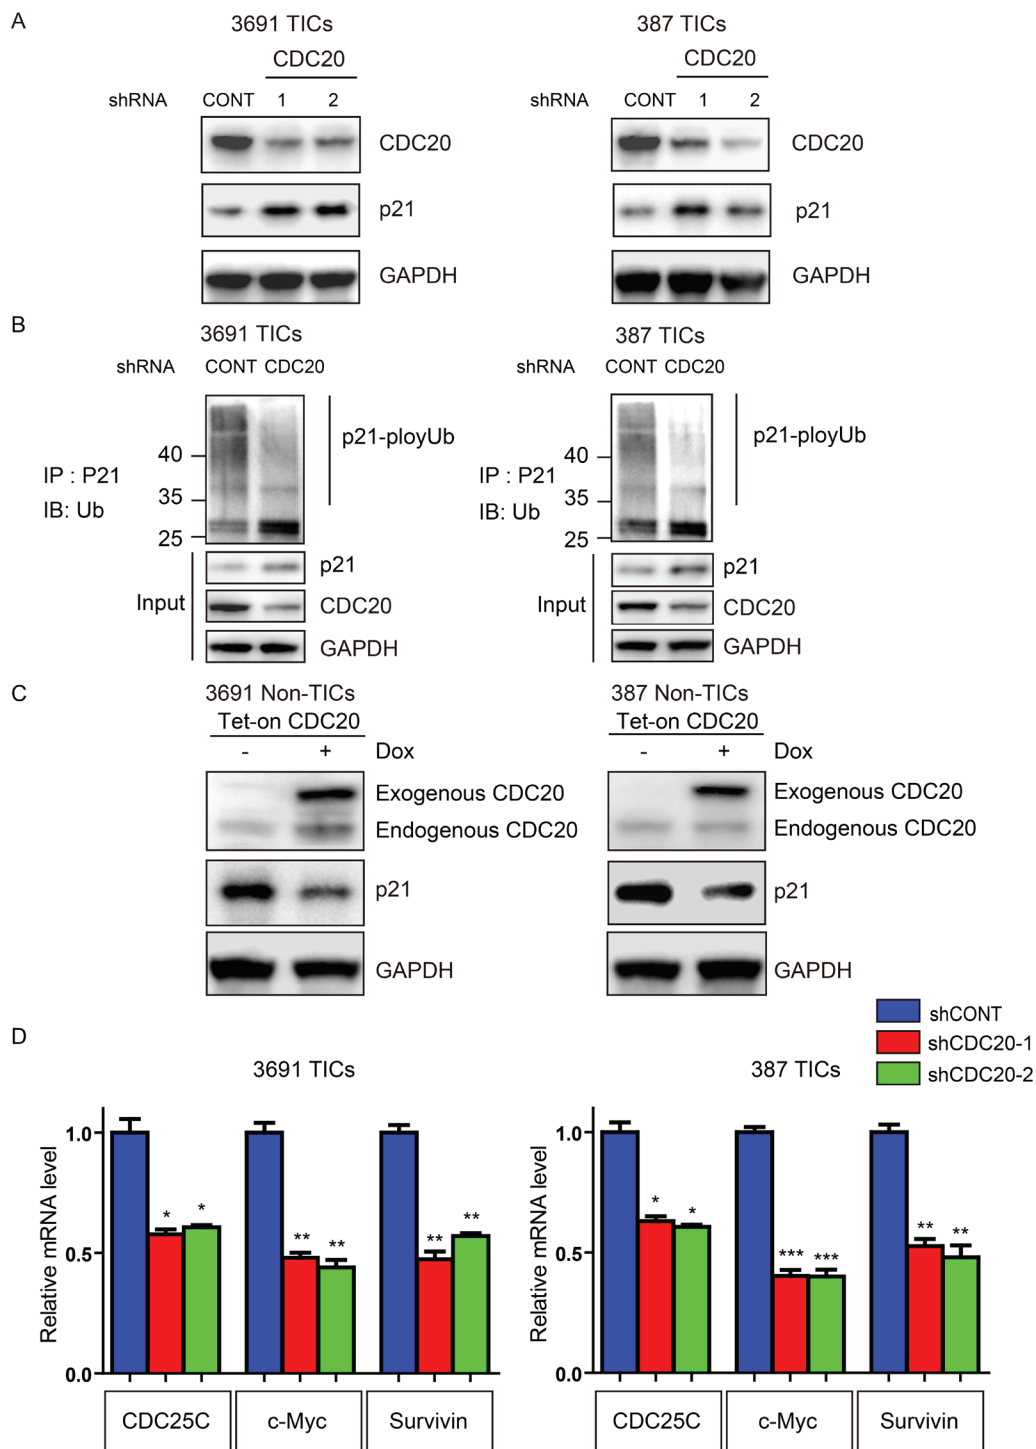 A
3691 TICs
387 TICs
CDC20
CDC20
shRNA CONT 1 2
shRNA CONT 1 2
CDC20
CDC20
p21
p21
GAPDH
GAPDH
B
3691 TICs
387 TICs
shRNA CONT CDC20
shRNA CONT CDC20
p21-ployUb
p21-ployUb
40
40
IP : P21
IP : P21
35
35
IB: Ub
IB: Ub
25
25
p21
p21
Input
Input
CDC20
CDC20
GAPDH
GAPDH
C
3691 Non-TICs
387 Non-TICs
Tet-on CDC20
Tet-on CDC20
- + Dox
- + Dox
Exogenous CDC20
Exogenous CDC20
Endogenous CDC20
Endogenous CDC20
p21
p21
GAPDH
GAPDH
shCONT
shCDC20-1
shCDC20-2
D
3691 TICs
387 TICs
Relative mRNA level
1.0
0.5
0.0
* *
** **
** **
CDC25C c-Myc Survivin
Relative mRNA level
1.0
0.5
0.0
* *
*** ***
** **
CDC25C c-Myc Survivin